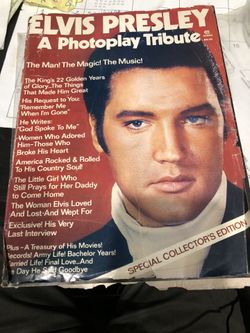 ELVIS PRESLEY
A Photoplay Tribute
The Man! The Magic! The Music!
The King's 22 Golden Years
of Glory...The Things
That Made Him Great
His Request to You:
"Remember Me
When I'm Gone"
He Writes:
"God Spoke To Me"
Women Who Adored
Him-Those Who
Broke His Heart
America Rocked & Rolled
To His Country Soul!
The Little Girl Who
Still Prays for Her Daddy
to Come Home
The Woman Elvis Loved
And Lost-And Wept For
Exclusive! His Very
Last Interview
Plus-A Treasury of His Movies!
Records! Army Life! Bachelor Years!
Married Life! Final Love...And
the Day He Said Goodbye
SPECIAL COLLECTOR'S EDITION